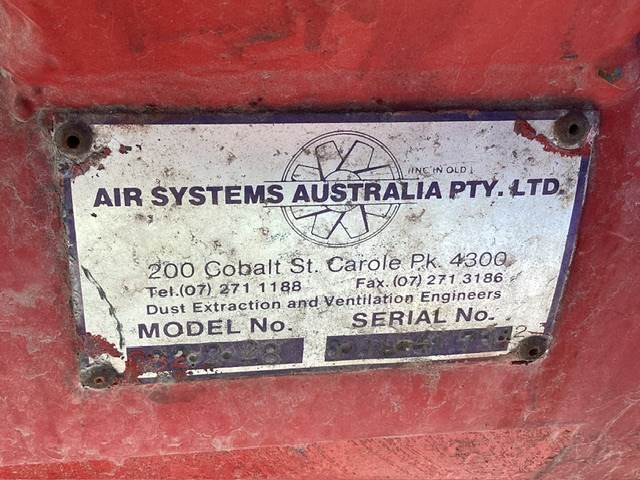 (INC IN QLD)
AIR SYSTEMS AUSTRALIA PTY. LTD.
200 Cobalt St. Carole Pk. 4300
Tel.(07) 271 1188 Fax. (07) 271 3186
Dust Extraction and Ventilation Engineers
MODEL No. SERIAL No.